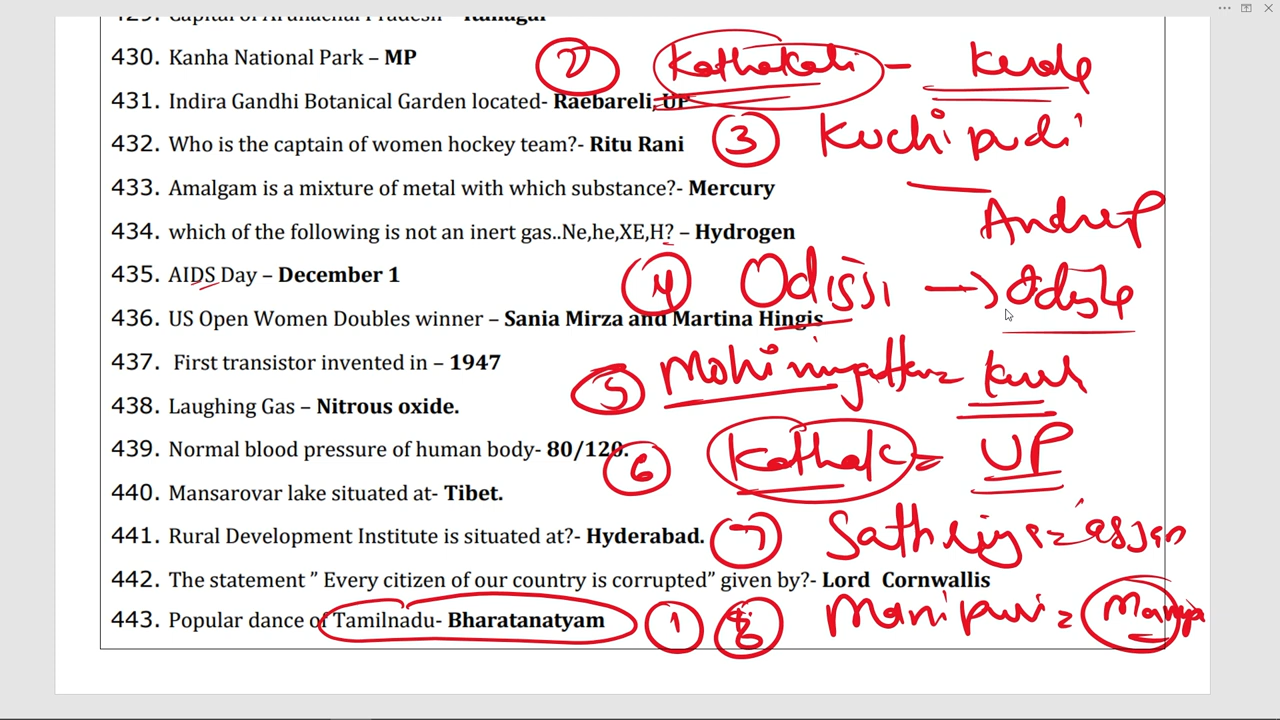 429. Capital of Arunachal Pradesh – Itanagar
430. Kanha National Park – MP
② Kathakali –
431. Indira Gandhi Botanical Garden located- Raebareli, UP
432. Who is the captain of women hockey team?- Ritu Rani
③ Kuchipudi
433. Amalgam is a mixture of metal with which substance?- Mercury
434. which of the following is not an inert gas..Ne,he,XE,H? – Hydrogen
435. AIDS Day – December 1
④ Odissi →
436. US Open Women Doubles winner – Sania Mirza and Martina Hingis
437. First transistor invented in – 1947
⑤
438. Laughing Gas – Nitrous oxide.
439. Normal blood pressure of human body- 80/120.
⑥ Kathak = UP
440. Mansarovar lake situated at- Tibet.
441. Rural Development Institute is situated at?- Hyderabad.
⑦
442. The statement ” Every citizen of our country is corrupted” given by?- Lord Cornwallis
443. Popular dance of Tamilnadu- Bharatanatyam
① ⑧ Manipuri =